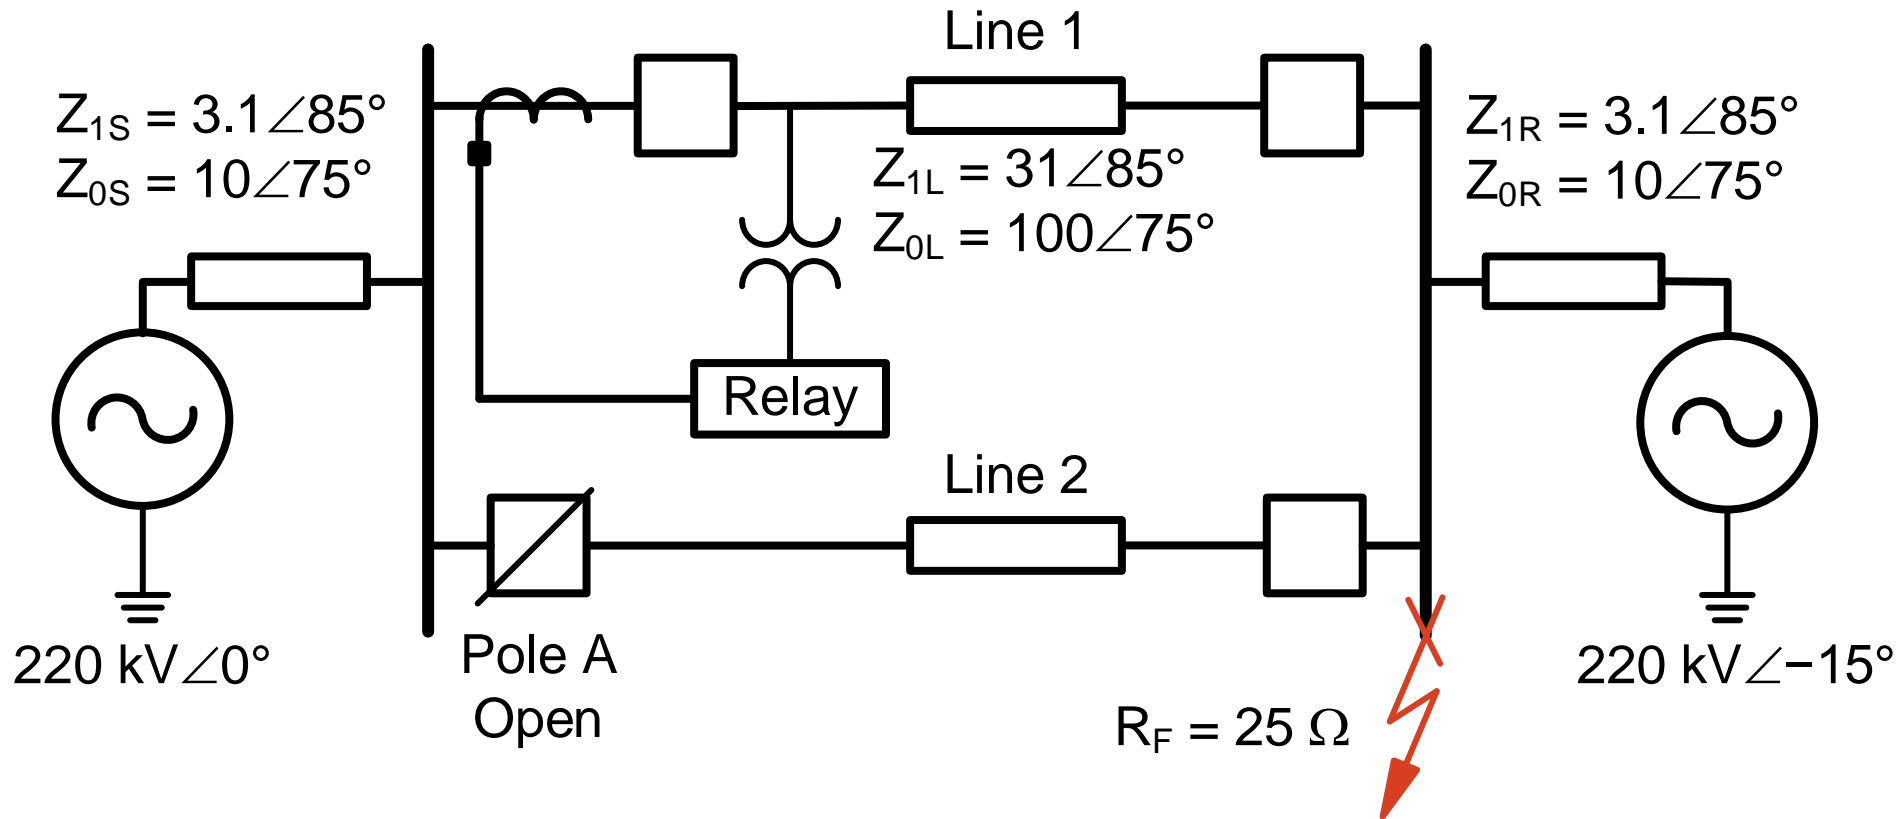 Line 1
Z1S = 3.1∠85°
Z0S = 10∠75°
Z1L = 31∠85°
Z0L = 100∠75°
Z1R = 3.1∠85°
Z0R = 10∠75°
Relay
Line 2
Pole A
Open
220 kV∠0°
RF = 25 Ω
220 kV∠−15°